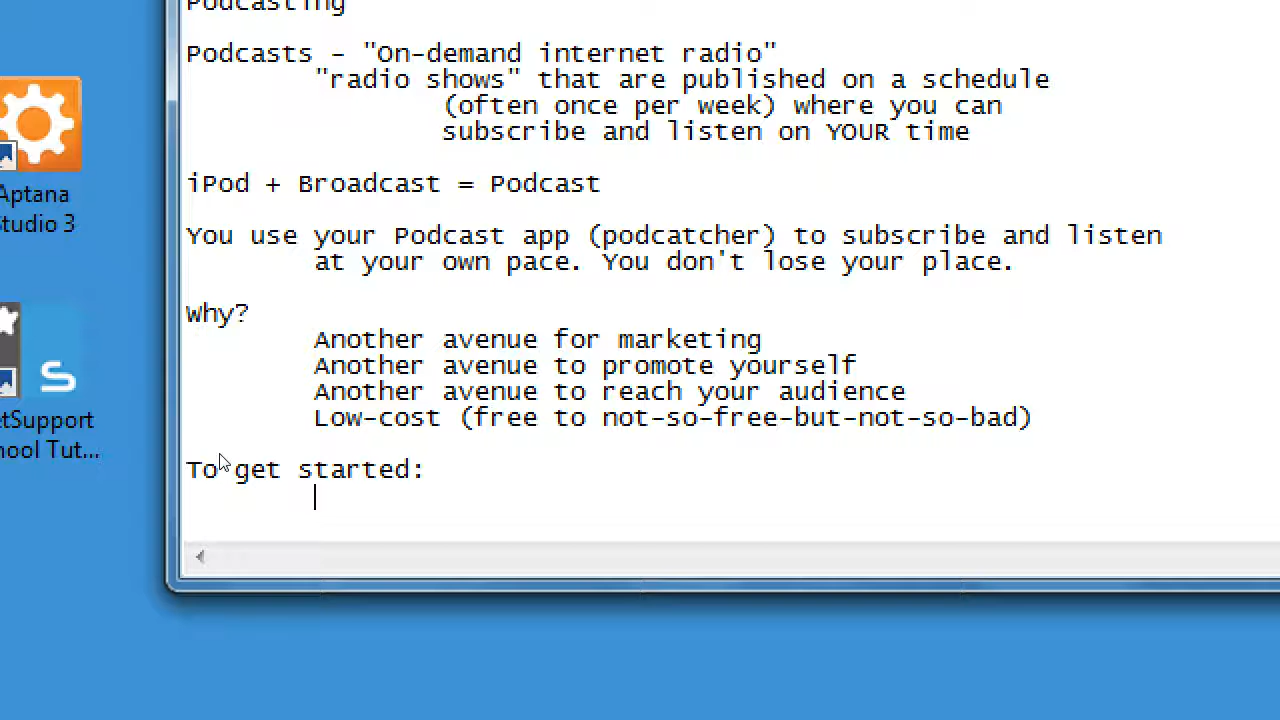 Podcasting
Podcasts - "On-demand internet radio"
"radio shows" that are published on a schedule
(often once per week) where you can
subscribe and listen on YOUR time
iPod + Broadcast = Podcast
You use your Podcast app (podcatcher) to subscribe and listen
at your own pace. You don't lose your place.
Why?
Another avenue for marketing
Another avenue to promote yourself
Another avenue to reach your audience
Low-cost (free to not-so-free-but-not-so-bad)
To get started:
Aptana
Studio 3
etSupport
hool Tut...